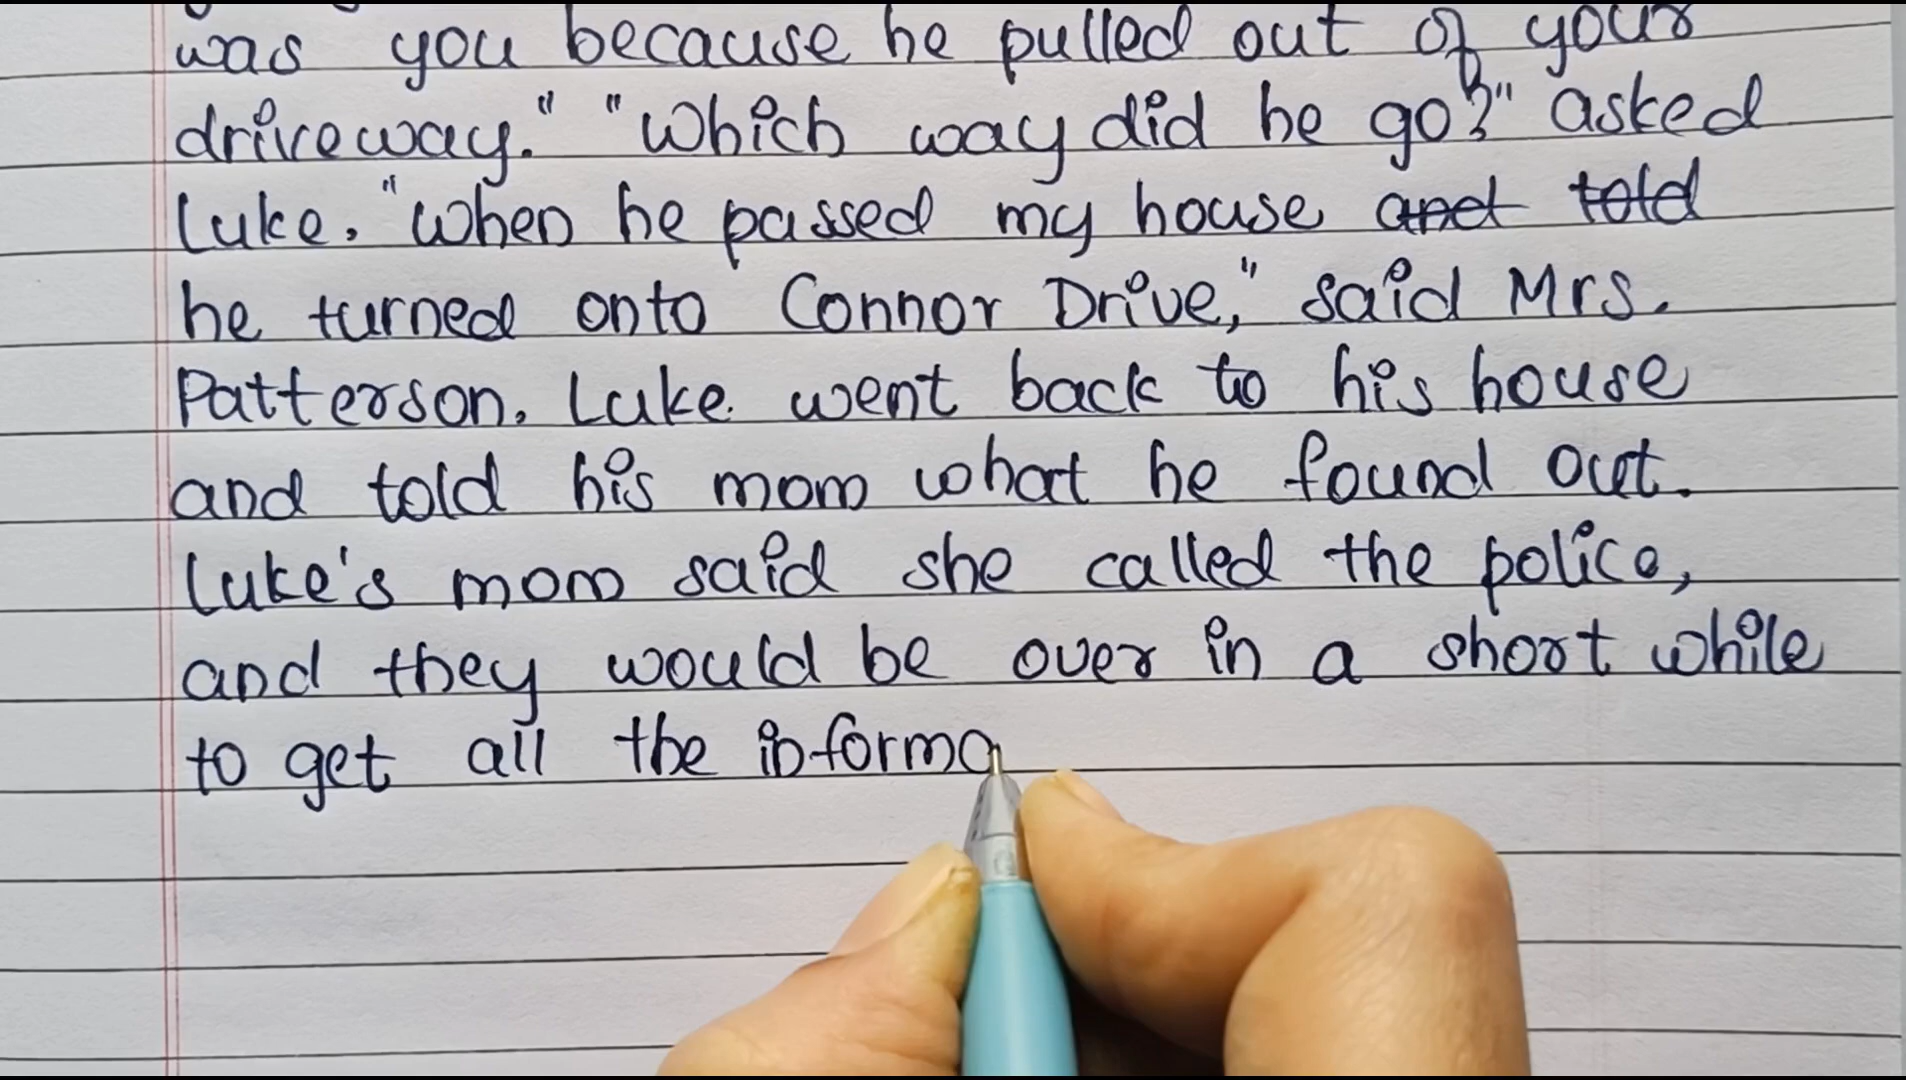 was you because he pulled out of your
driveway." "Which way did he go?" asked
Luke. "When he passed my house and told
he turned onto Connor Drive," said Mrs.
Patterson. Luke went back to his house
and told his mom what he found out.
Luke's mom said she called the police,
and they would be over in a short while
to get all the informa